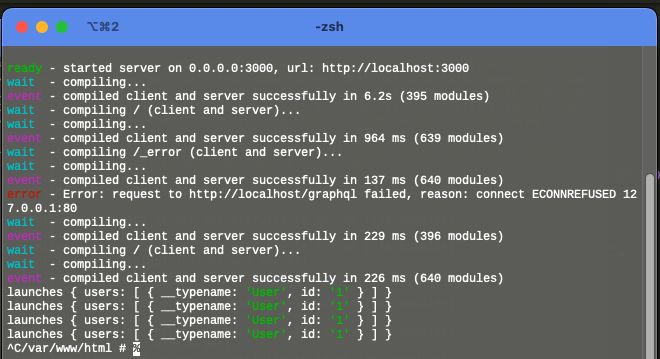 ⌥⌘2
-zsh
ready - started server on 0.0.0.0:3000, url: http://localhost:3000
wait  - compiling...
event - compiled client and server successfully in 6.2s (395 modules)
wait  - compiling / (client and server)...
wait  - compiling...
event - compiled client and server successfully in 964 ms (639 modules)
wait  - compiling /_error (client and server)...
wait  - compiling...
event - compiled client and server successfully in 137 ms (640 modules)
error - Error: request to http://localhost/graphql failed, reason: connect ECONNREFUSED 12
7.0.0.1:80
wait  - compiling...
event - compiled client and server successfully in 229 ms (396 modules)
wait  - compiling / (client and server)...
wait  - compiling...
event - compiled client and server successfully in 226 ms (640 modules)
launches { users: [ { __typename: 'User', id: '1' } ] }
launches { users: [ { __typename: 'User', id: '1' } ] }
launches { users: [ { __typename: 'User', id: '1' } ] }
launches { users: [ { __typename: 'User', id: '1' } ] }
^C/var/www/html # %